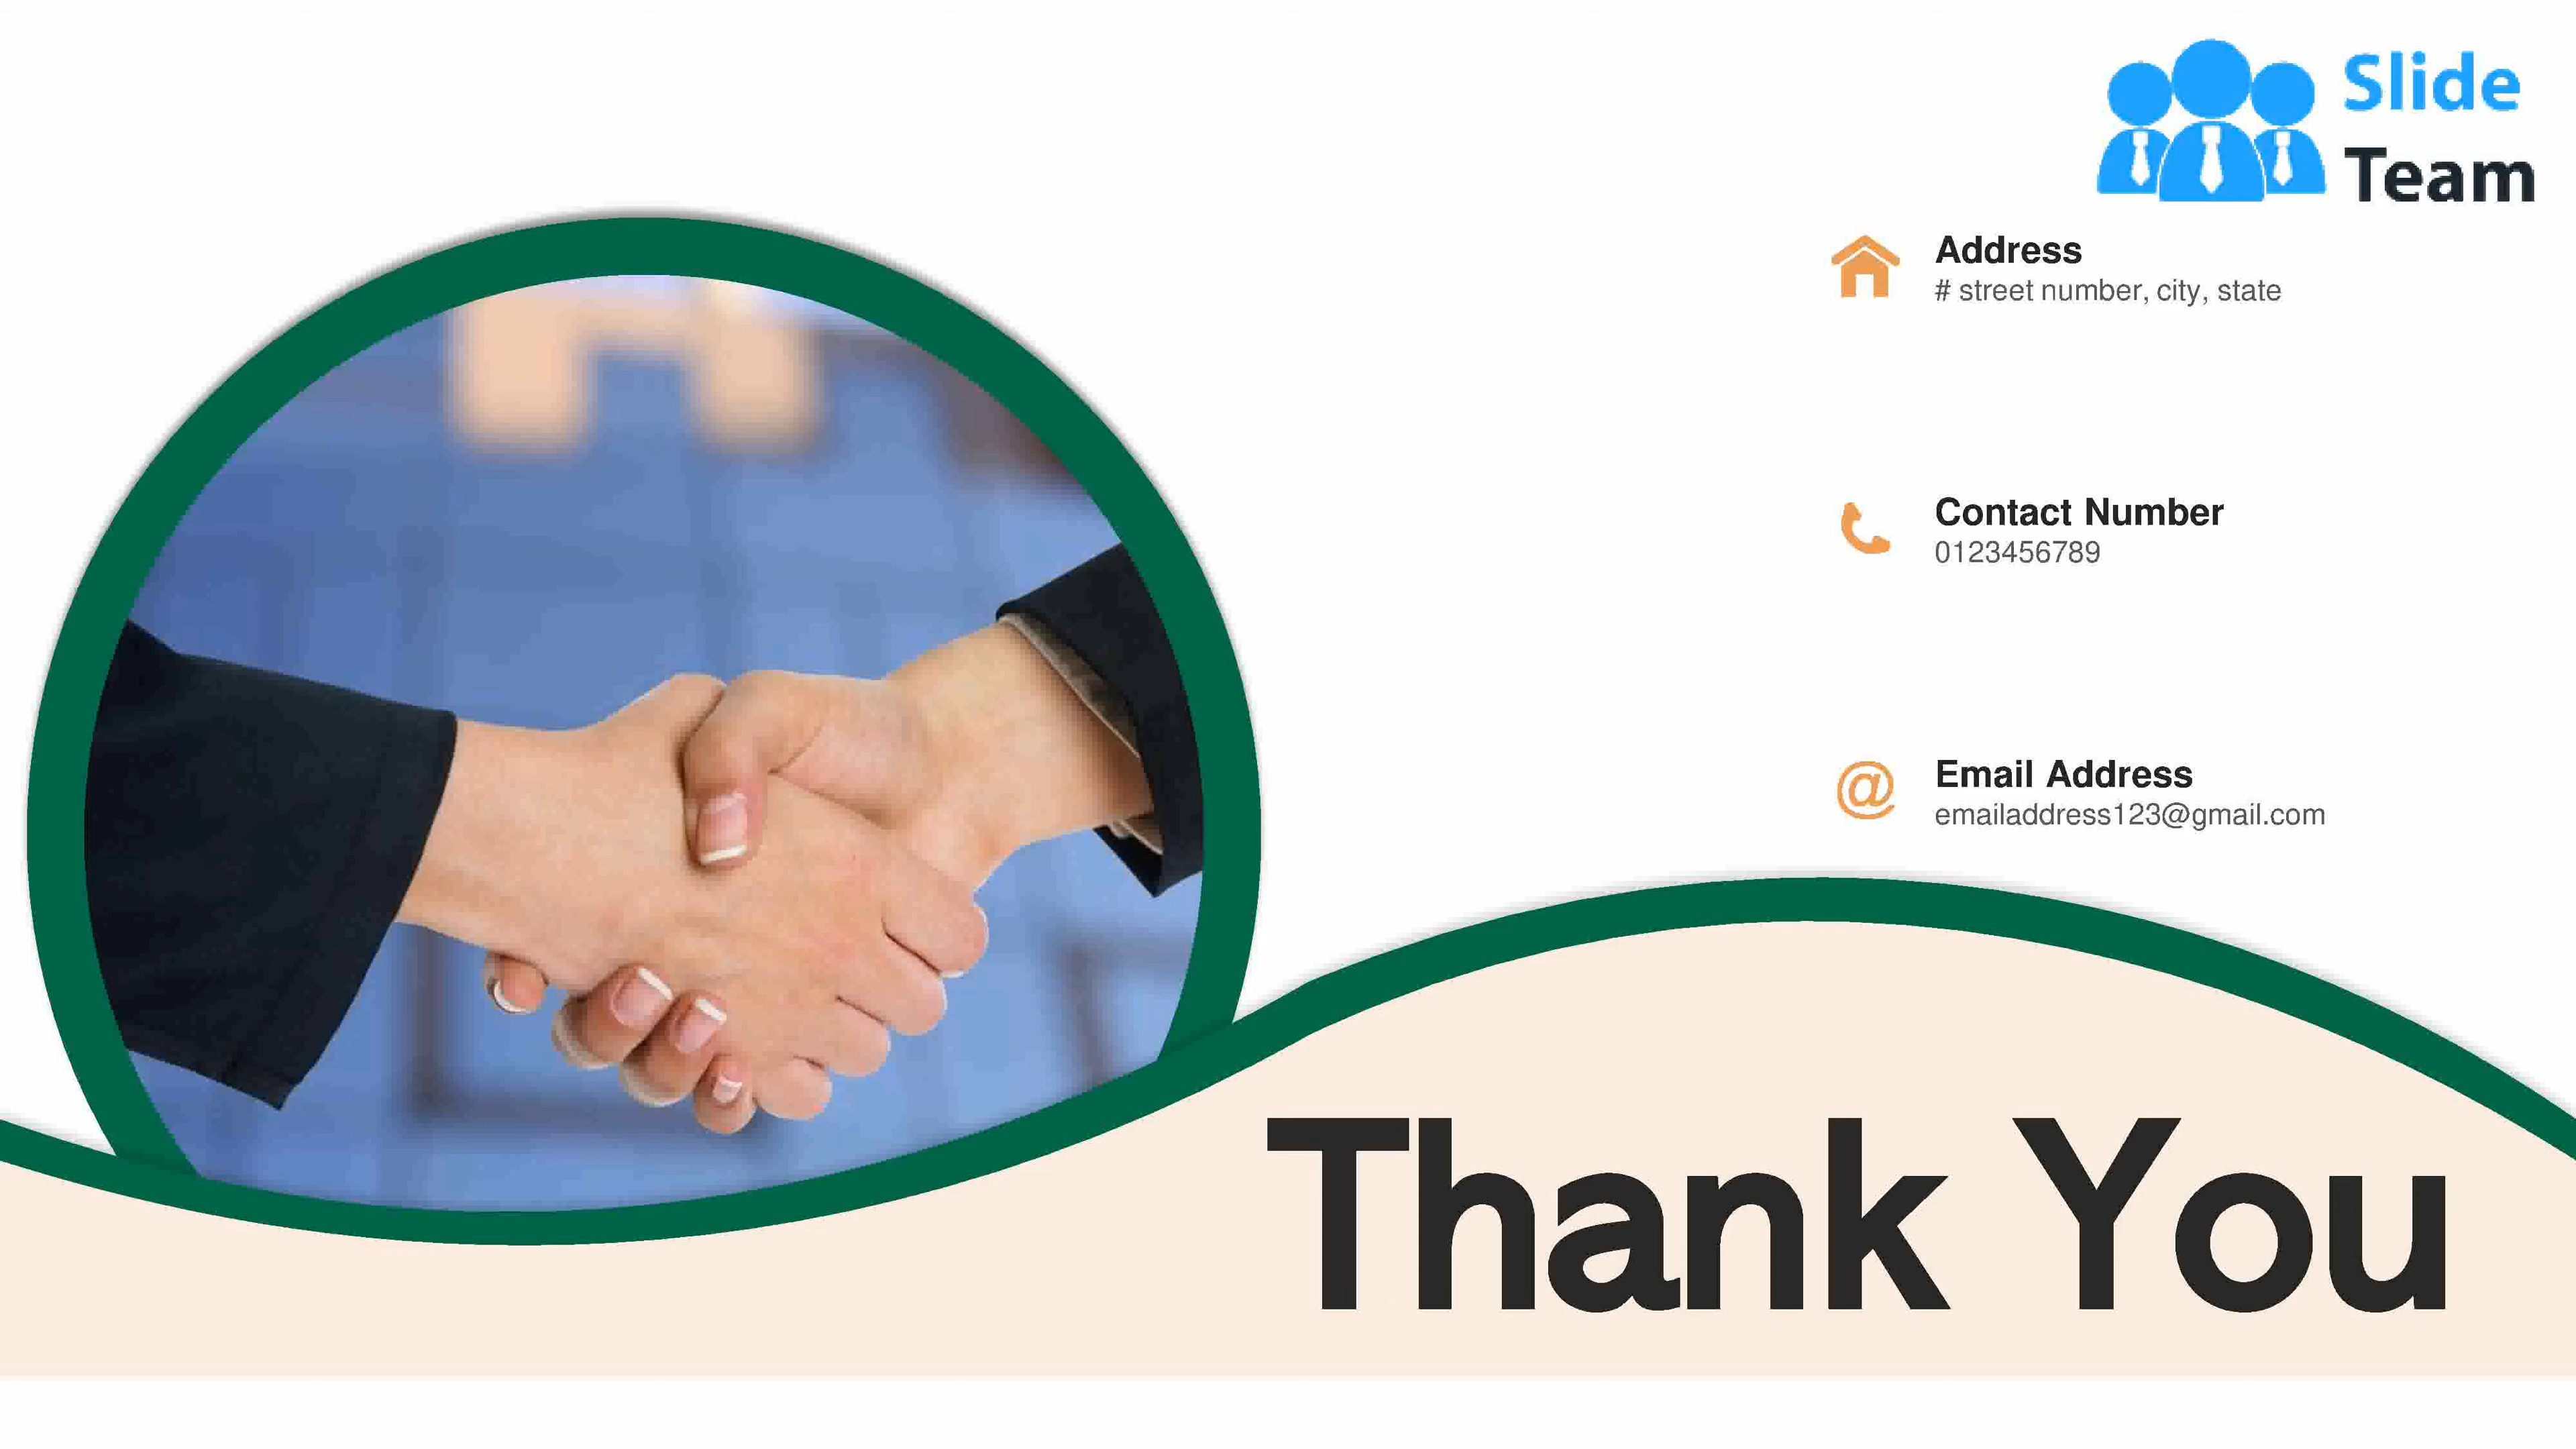 Slide
Team
Address
# street number, city, state
Contact Number
0123456789
Email Address
emailaddress123@gmail.com
Thank You